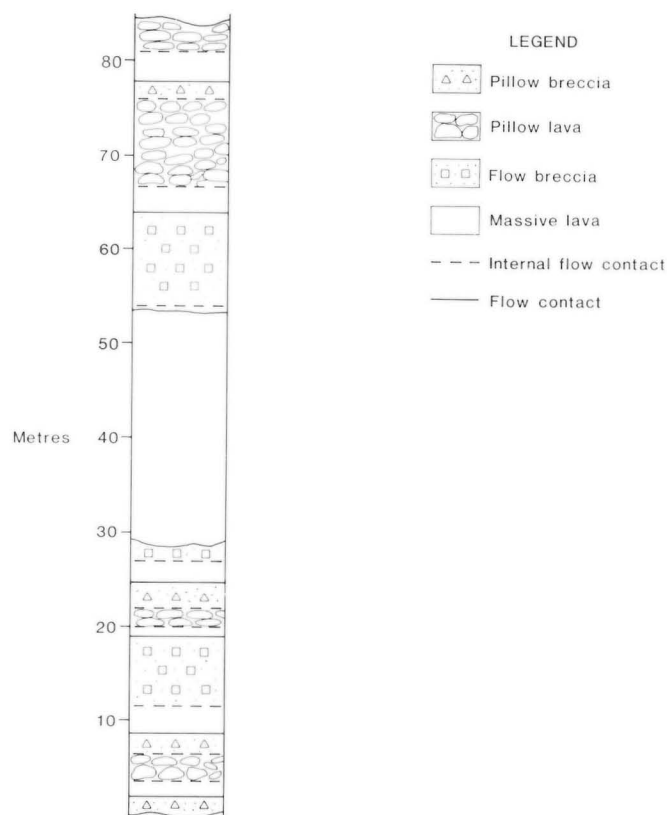 80
70
60
50
Metres 40
30
20
10
LEGEND
Pillow breccia
Pillow lava
Flow breccia
Massive lava
Internal flow contact
Flow contact